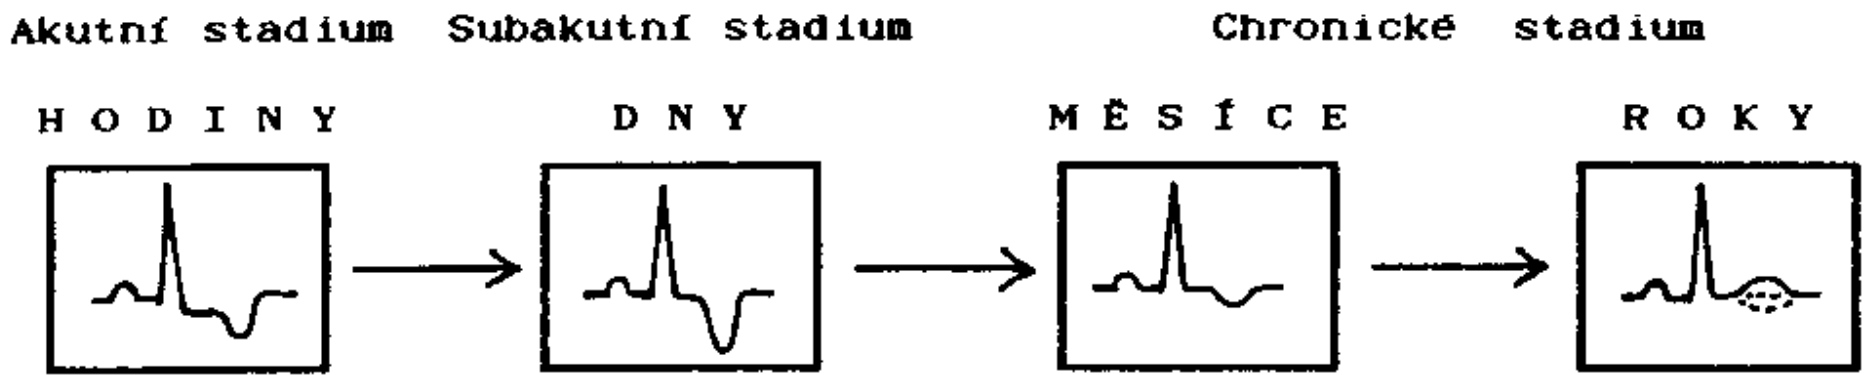 Akutní stadium Subakutní stadium Chronické stadium
HODINY DNY MĚSÍCE ROKY